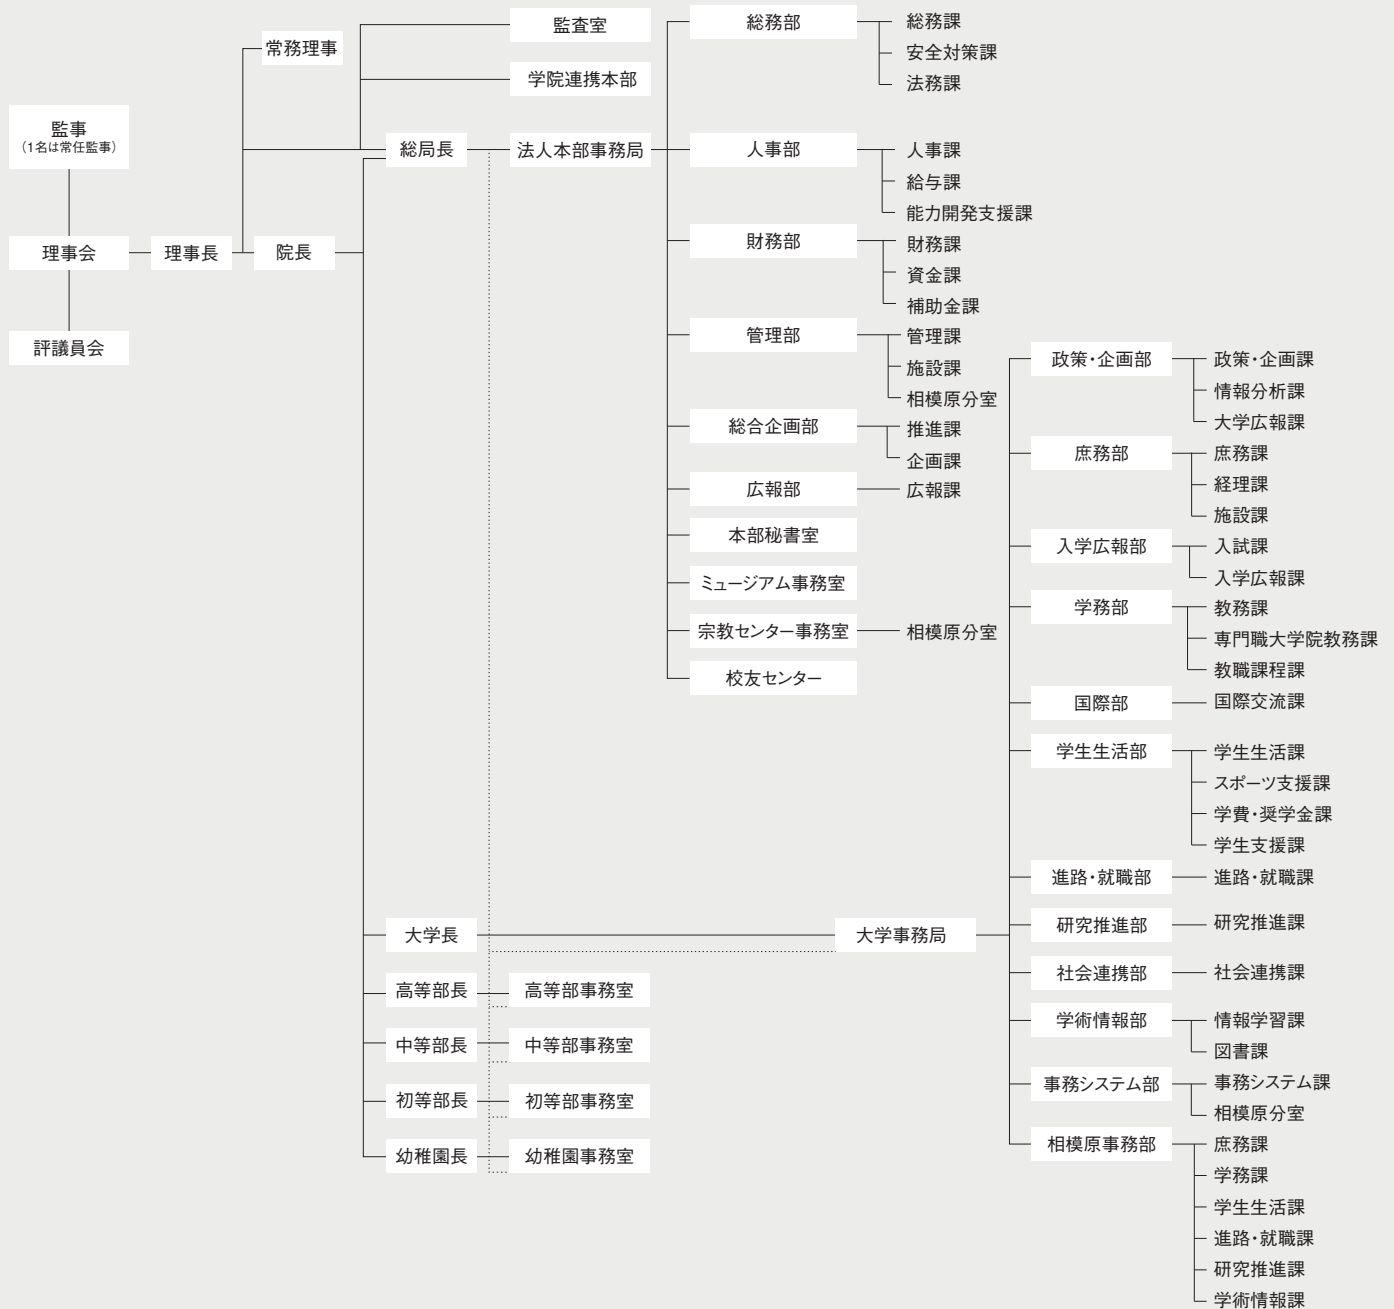 監事
（1名は常任監事）
理事会
評議員会
理事長
常務理事
院長
監査室
学院連携本部
総局長
法人本部事務局
総務部
総務課
安全対策課
法務課
人事部
人事課
給与課
能力開発支援課
財務部
財務課
資金課
補助金課
管理部
管理課
施設課
相模原分室
総合企画部
推進課
企画課
広報部
広報課
本部秘書室
ミュージアム事務室
宗教センター事務室
相模原分室
校友センター
大学長
大学事務局
政策・企画部
政策・企画課
情報分析課
大学広報課
庶務部
庶務課
経理課
施設課
入学広報部
入試課
入学広報課
学務部
教務課
専門職大学院教務課
教職課程課
国際部
国際交流課
学生生活部
学生生活課
スポーツ支援課
学費・奨学金課
学生支援課
進路・就職部
進路・就職課
研究推進部
研究推進課
社会連携部
社会連携課
学術情報部
情報学習課
図書課
事務システム部
事務システム課
相模原分室
相模原事務部
庶務課
学務課
学生生活課
進路・就職課
研究推進課
学術情報課
高等部長
高等部事務室
中等部長
中等部事務室
初等部長
初等部事務室
幼稚園長
幼稚園事務室